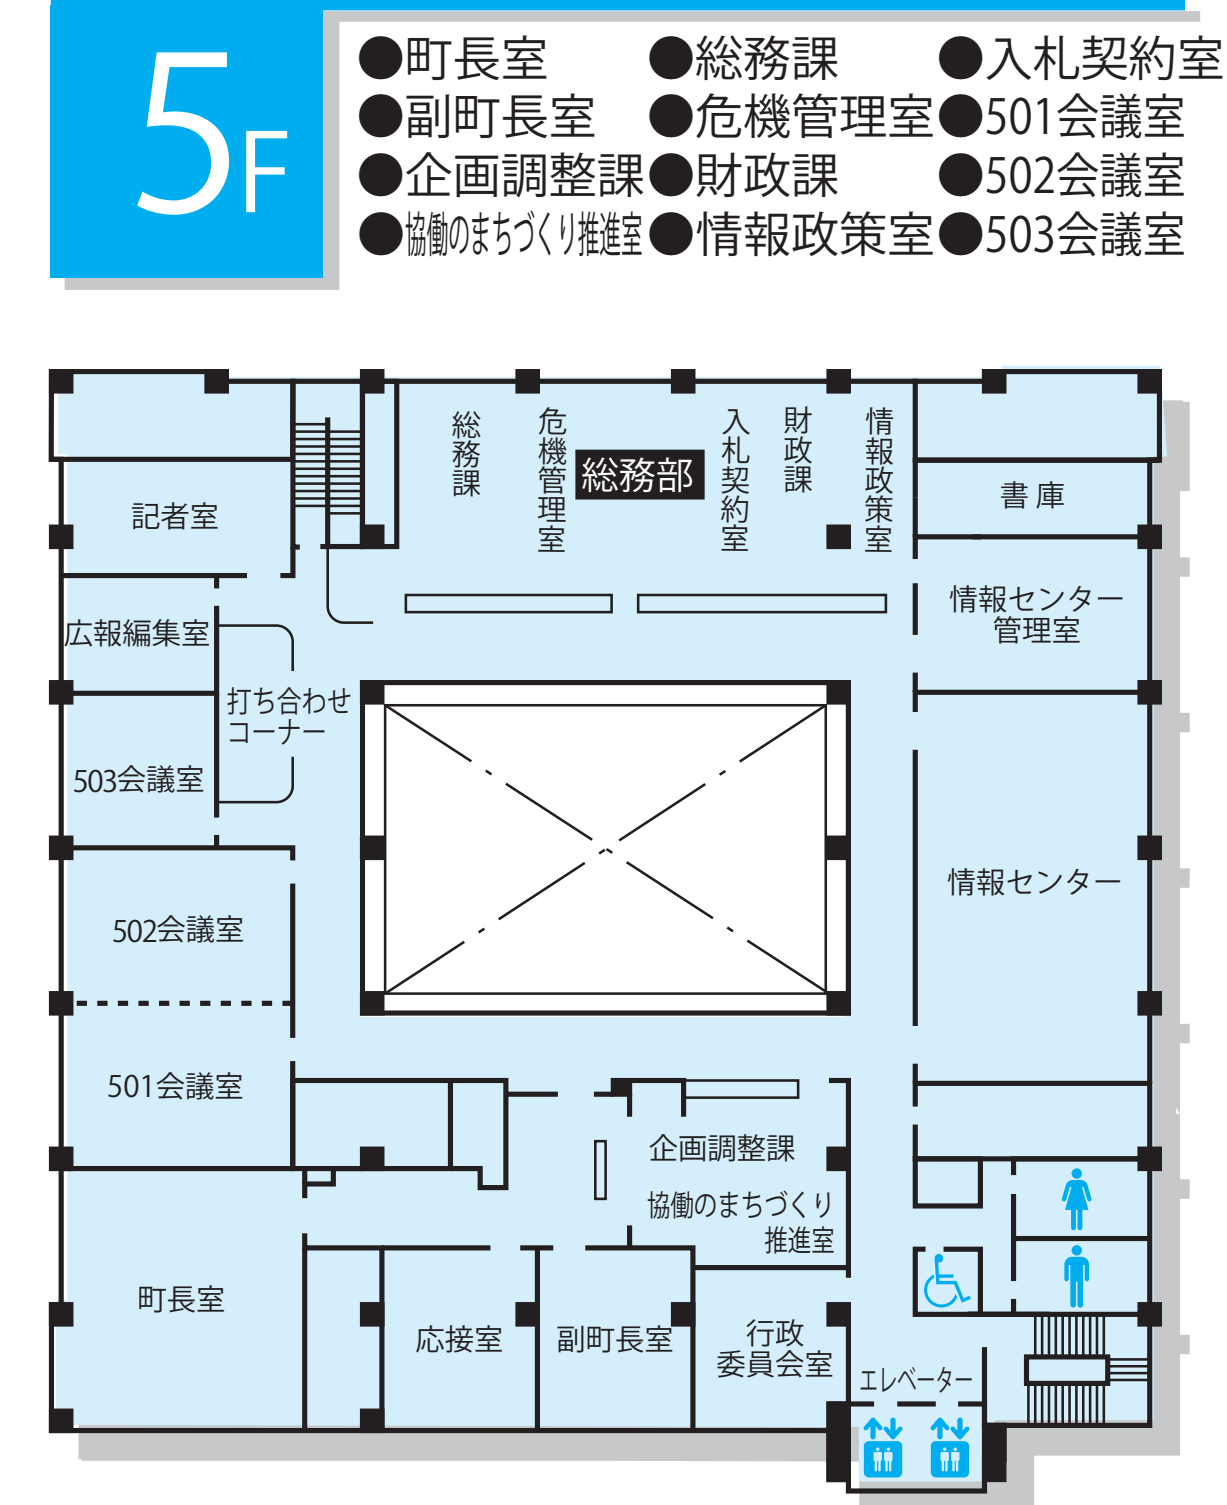 5F
●町長室
●副町長室
●企画調整課
●協働のまちづくり推進室
●総務課
●危機管理室
●財政課
●情報政策室
●入札契約室
●501会議室
●502会議室
●503会議室
総務課
危機管理室
総務部
入札契約室
財政課
情報政策室
書庫
記者室
情報センター
管理室
広報編集室
打ち合わせ
コーナー
503会議室
情報センター
502会議室
501会議室
企画調整課
協働のまちづくり
推進室
町長室
応接室
副町長室
行政
委員会室
エレベーター